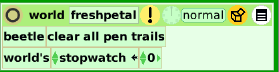 world freshpetal ! normal
beetle clear all pen trails
world's stopwatch ← 0